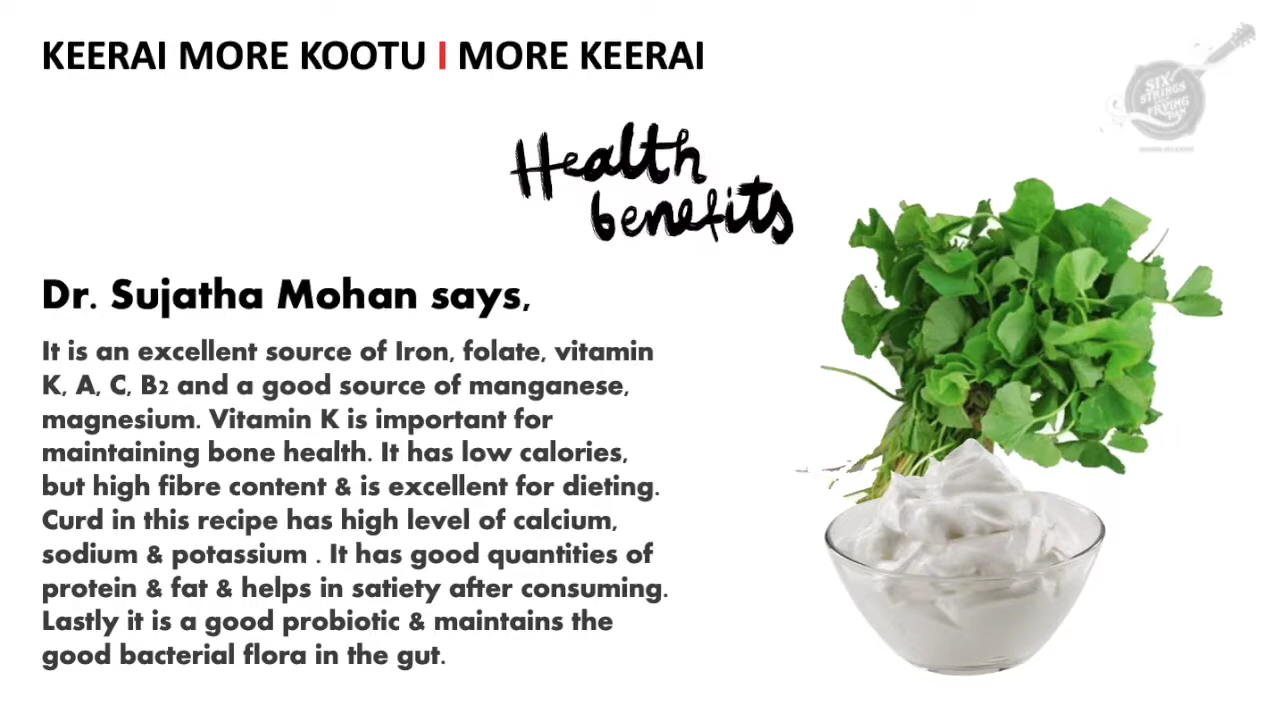 KEERAI MORE KOOTU I MORE KEERAI
SIX
STRINGS
FRYING
PAN
Health
benefits
Dr. Sujatha Mohan says,
It is an excellent source of Iron, folate, vitamin
K, A, C, B2 and a good source of manganese,
magnesium. Vitamin K is important for
maintaining bone health. It has low calories,
but high fibre content & is excellent for dieting.
Curd in this recipe has high level of calcium,
sodium & potassium . It has good quantities of
protein & fat & helps in satiety after consuming.
Lastly it is a good probiotic & maintains the
good bacterial flora in the gut.